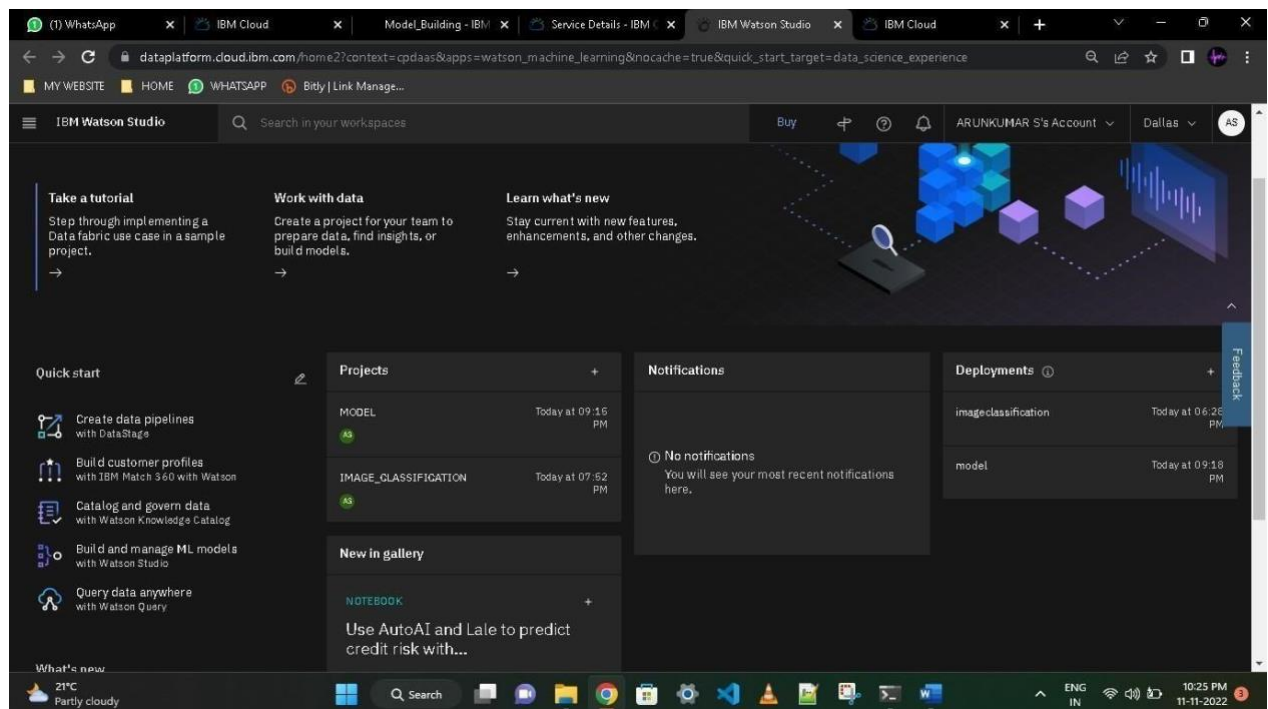 (1) WhatsApp
IBM Cloud
Model_Building - IBM
Service Details - IBM C
IBM Watson Studio
IBM Cloud
dataplatform.cloud.ibm.com/home2?context=cpdaas&apps=watson_machine_learning&nocache=true&quick_start_target=data_science_experience
MY WEBSITE HOME WHATSAPP Bitly | Link Manage...
IBM Watson Studio
Search in your workspaces
Buy
ARUNKUMAR S's Account
Dallas
AS
Take a tutorial
Step through implementing a
Data fabric use case in a sample
project.
Work with data
Create a project for your team to
prepare data, find insights, or
build models.
Learn what's new
Stay current with new features,
enhancements, and other changes.
Feedback
Quick start
Create data pipelines
with DataStage
Build customer profiles
with IBM Match 360 with Watson
Catalog and govern data
with Watson Knowledge Catalog
Build and manage ML models
with Watson Studio
Query data anywhere
with Watson Query
What's new
Projects
MODEL
Today at 09:16
PM
AS
IMAGE_CLASSIFICATION
Today at 07:52
PM
AS
New in gallery
NOTEBOOK
Use AutoAI and Lale to predict
credit risk with...
Notifications
No notifications
You will see your most recent notifications
here.
Deployments
imageclassification
Today at 06:28
PM
model
Today at 09:18
PM
21°C
Partly cloudy
Search
ENG
IN
10:25 PM
11-11-2022
3